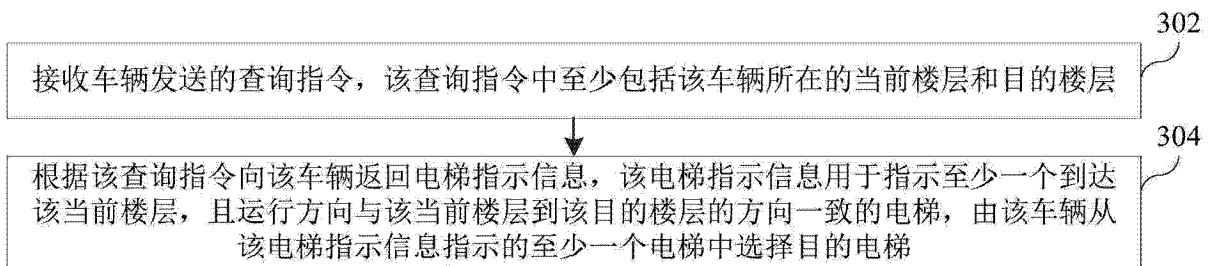 302
接收车辆发送的查询指令，该查询指令中至少包括该车辆所在的当前楼层和目的楼层
304
根据该查询指令向该车辆返回电梯指示信息，该电梯指示信息用于指示至少一个到达
该当前楼层，且运行方向与该当前楼层到该目的楼层的方向一致的电梯，由该车辆从
该电梯指示信息指示的至少一个电梯中选择目的电梯